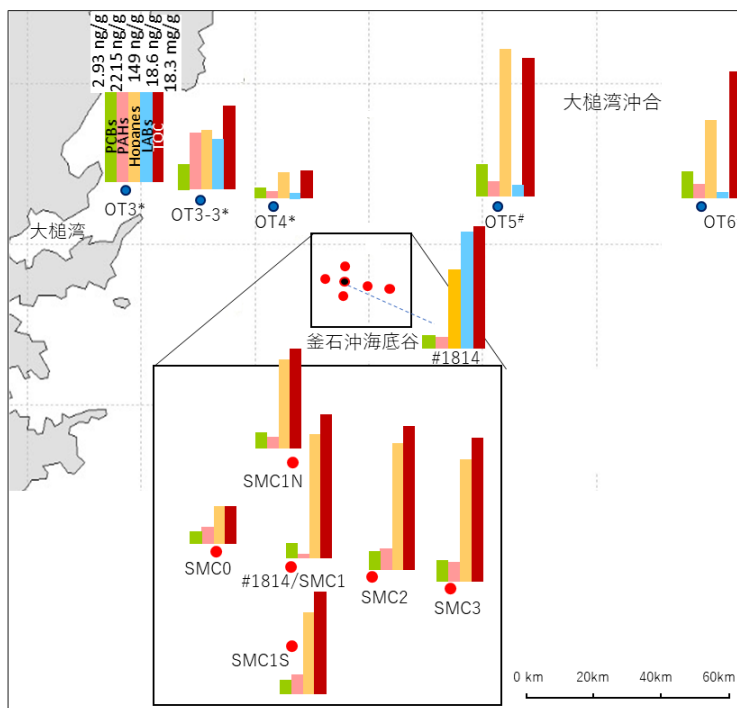 2.93 ng/g
2215 ng/g
149 ng/g
18.6 ng/g
18.3 mg/g
PCBs
PAHs
Hopanes
LABs
TOC
OT3*
OT3-3*
OT4*
OT5#
OT6
大槌湾沖合
大槌湾
釜石沖海底谷
#1814
SMC1N
SMC0
#1814/SMC1
SMC2
SMC3
SMC1S
0 km 20km 40km 60km